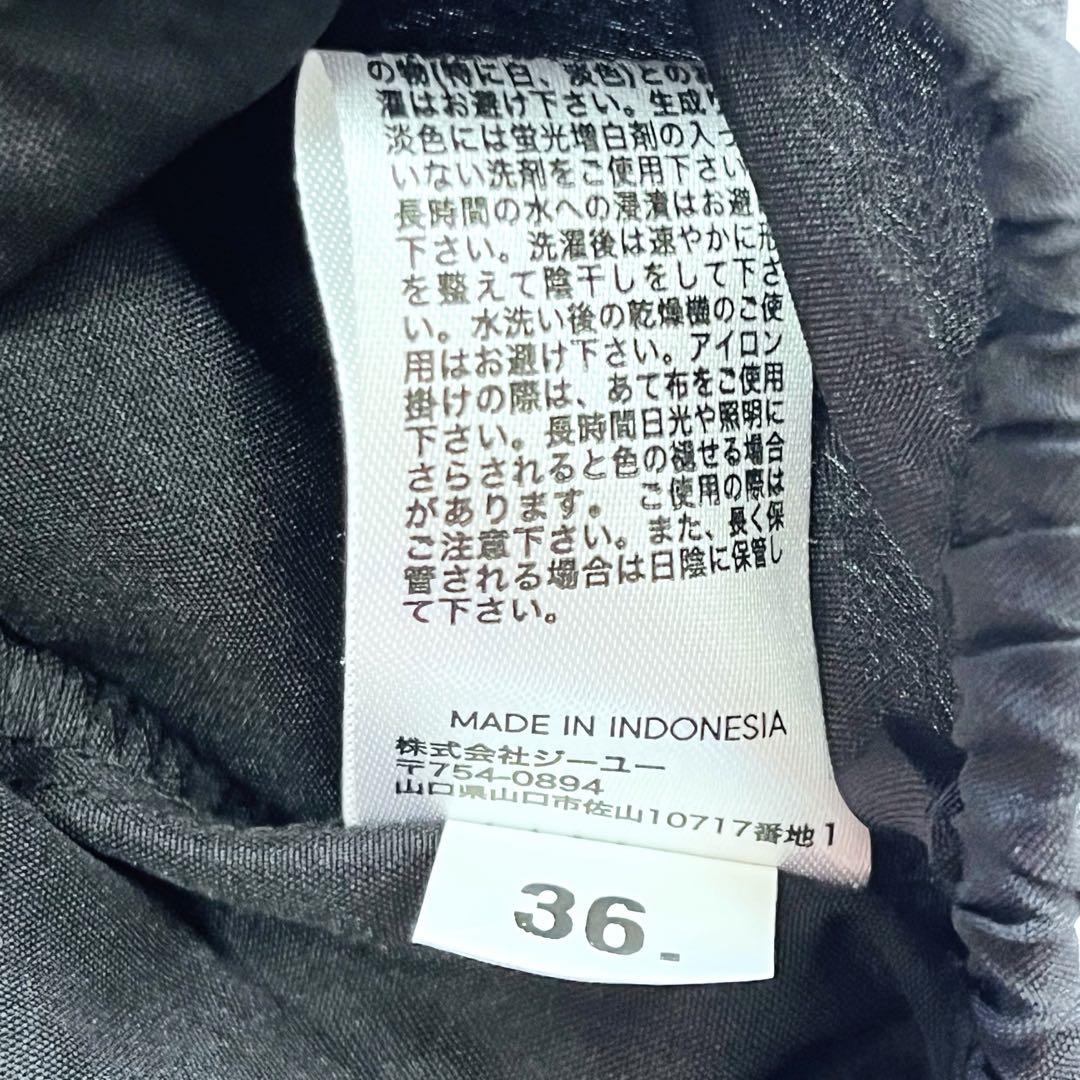 の物(特に白、淡色)との
濯はお避け下さい。生成
淡色には蛍光増白剤の入っ
いない洗剤をご使用下さい
長時間の水への浸漬はお避
下さい。洗濯後は速やかに形
を整えて陰干しをして下さ
い。水洗い後の乾燥機のご使
用はお避け下さい。アイロン
掛けの際は、あて布をご使用
下さい。長時間日光や照明に
さらされると色の褪せる場合
があります。ご使用の際は
ご注意下さい。また、長く保
管される場合は日陰に保管し
て下さい。
MADE IN INDONESIA
株式会社ジーユー
〒754-0894
山口県山口市佐山10717番地1
36.